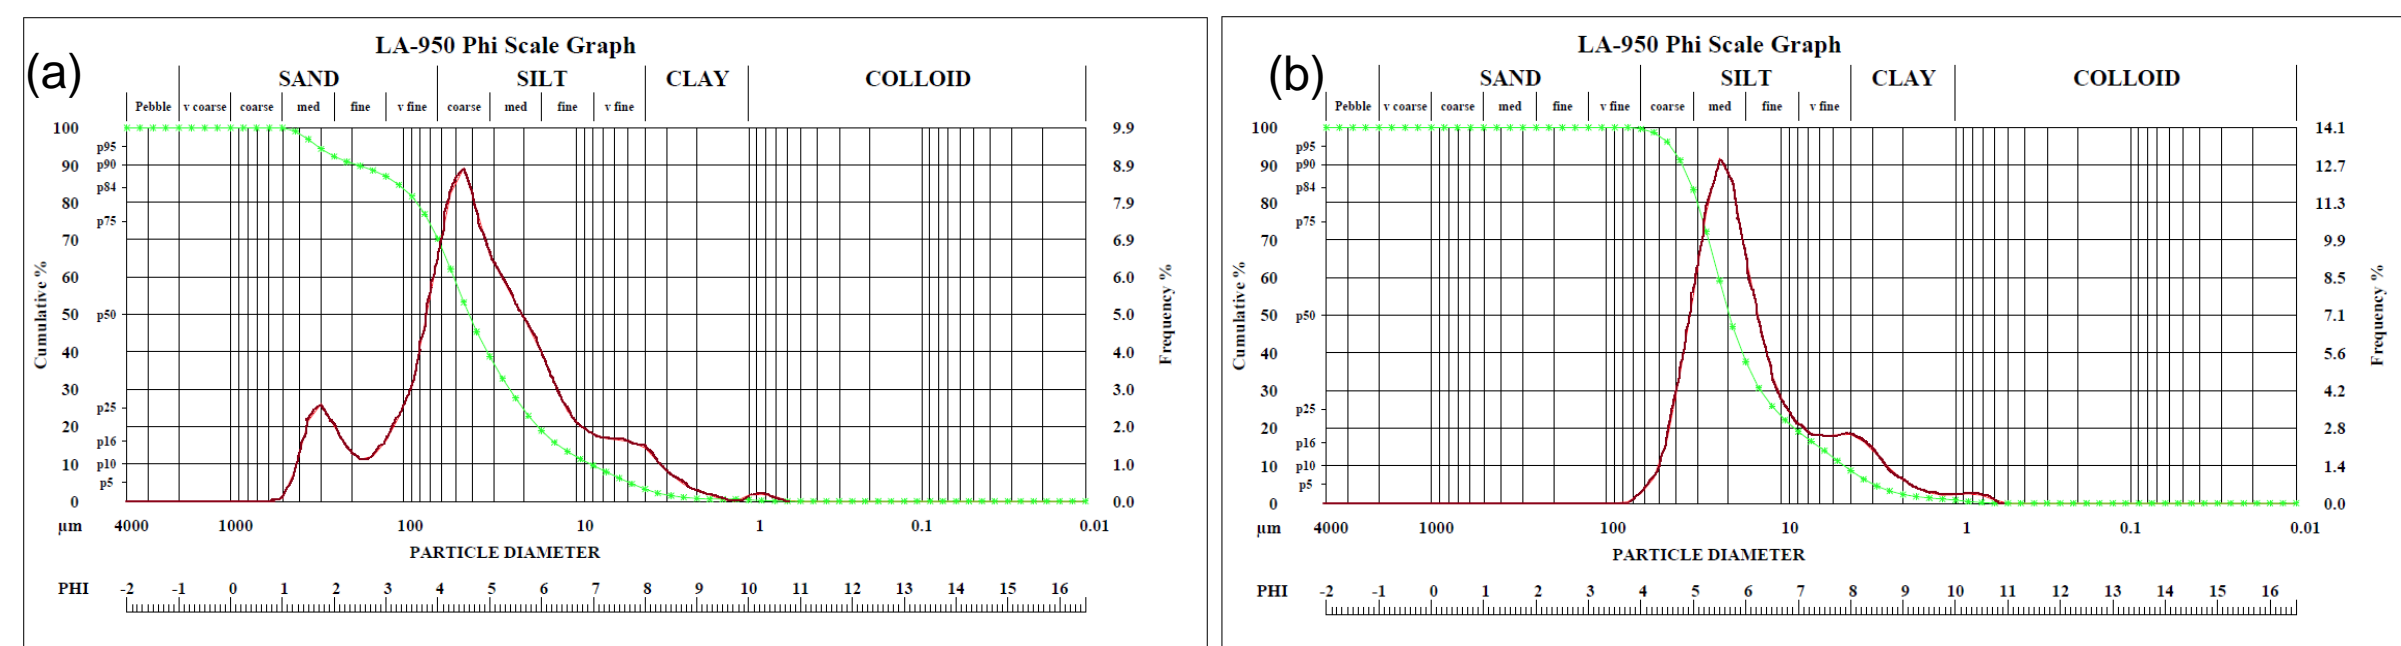 (a)
LA-950 Phi Scale Graph
SAND SILT CLAY COLLOID
Pebble v coarse coarse med fine v fine coarse med fine v fine
100 9.9
p95
90 p90 8.9
p84
80 7.9
p75
70 6.9
60 6.0
50 p50 5.0
40 4.0
30 3.0
p25
20 2.0
p16
10 p10 1.0
p5
0 0.0
Cumulative %
Frequency %
µm 4000 1000 100 10 1 0.1 0.01
PARTICLE DIAMETER
PHI -2 -1 0 1 2 3 4 5 6 7 8 9 10 11 12 13 14 15 16
(b)
LA-950 Phi Scale Graph
SAND SILT CLAY COLLOID
Pebble v coarse coarse med fine v fine coarse med fine v fine
100 14.1
p95
90 p90 12.7
p84
80 11.3
p75
70 9.9
60 8.5
50 p50 7.1
40 5.6
30 4.2
p25
20 2.8
p16
10 p10 1.4
p5
0 0.0
Cumulative %
Frequency %
µm 4000 1000 100 10 1 0.1 0.01
PARTICLE DIAMETER
PHI -2 -1 0 1 2 3 4 5 6 7 8 9 10 11 12 13 14 15 16